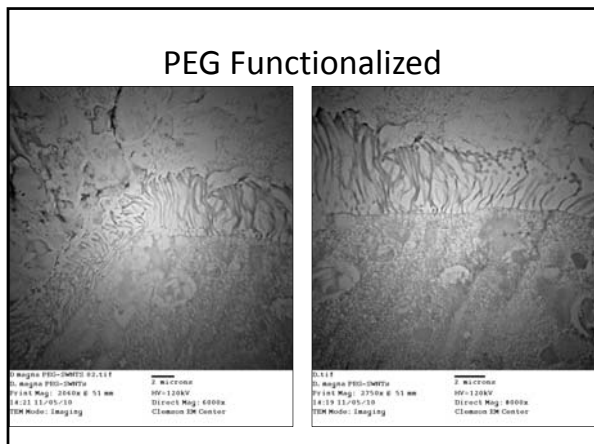 PEG Functionalized
D magna PEG-SWNTS 02.tif
D. magna PEG-SWNTs
Print Mag: 2060x @ 51 mm
14:21 11/05/10
TEM Mode: Imaging
2 microns
HV=120kV
Direct Mag: 6000x
Clemson EM Center
D.tif
D. magna PEG-SWNTs
Print Mag: 2750x @ 51 mm
14:19 11/05/10
TEM Mode: Imaging
2 microns
HV=120kV
Direct Mag: 8000x
Clemson EM Center